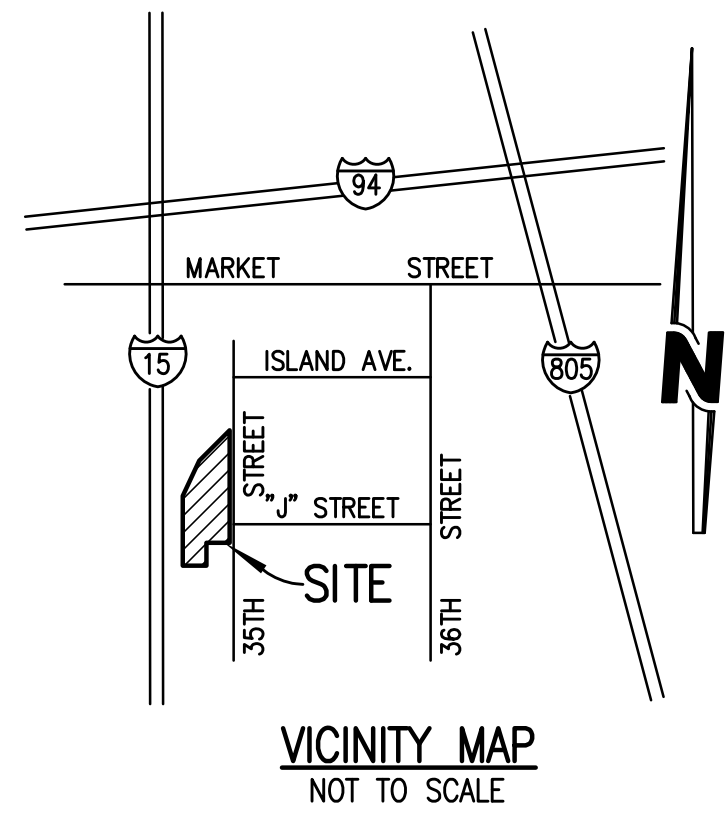 94
MARKET STREET
15
ISLAND AVE.
805
N
35TH STREET
"J" STREET
36TH STREET
SITE
VICINITY MAP
NOT TO SCALE